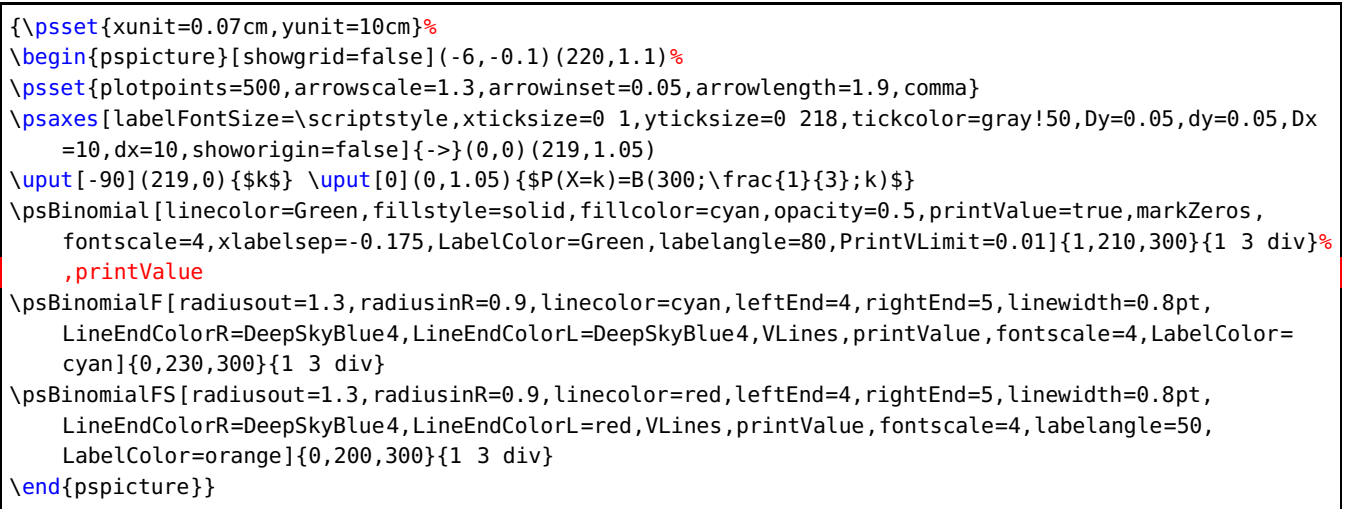 {\psset{xunit=0.07cm,yunit=10cm}%
\begin{pspicture}[showgrid=false](-6,-0.1)(220,1.1)%
\psset{plotpoints=500,arrowscale=1.3,arrowinset=0.05,arrowlength=1.9,comma}
\psaxes[labelFontSize=\scriptstyle,xticksize=0 1,yticksize=0 218,tickcolor=gray!50,Dy=0.05,dy=0.05,Dx
=10,dx=10,showorigin=false]{->}(0,0)(219,1.05)
\uput[-90](219,0){$k$} \uput[0](0,1.05){$P(X=k)=B(300;\frac{1}{3};k)$}
\psBinomial[linecolor=Green,fillstyle=solid,fillcolor=cyan,opacity=0.5,printValue=true,markZeros,
fontscale=4,xlabelsep=-0.175,LabelColor=Green,labelangle=80,PrintVLimit=0.01]{1,210,300}{1 3 div}%
,printValue
\psBinomialF[radiusout=1.3,radiusinR=0.9,linecolor=cyan,leftEnd=4,rightEnd=5,linewidth=0.8pt,
LineEndColorR=DeepSkyBlue4,LineEndColorL=DeepSkyBlue4,VLines,printValue,fontscale=4,LabelColor=
cyan]{0,230,300}{1 3 div}
\psBinomialFS[radiusout=1.3,radiusinR=0.9,linecolor=red,leftEnd=4,rightEnd=5,linewidth=0.8pt,
LineEndColorR=DeepSkyBlue4,LineEndColorL=red,VLines,printValue,fontscale=4,labelangle=50,
LabelColor=orange]{0,200,300}{1 3 div}
\end{pspicture}}